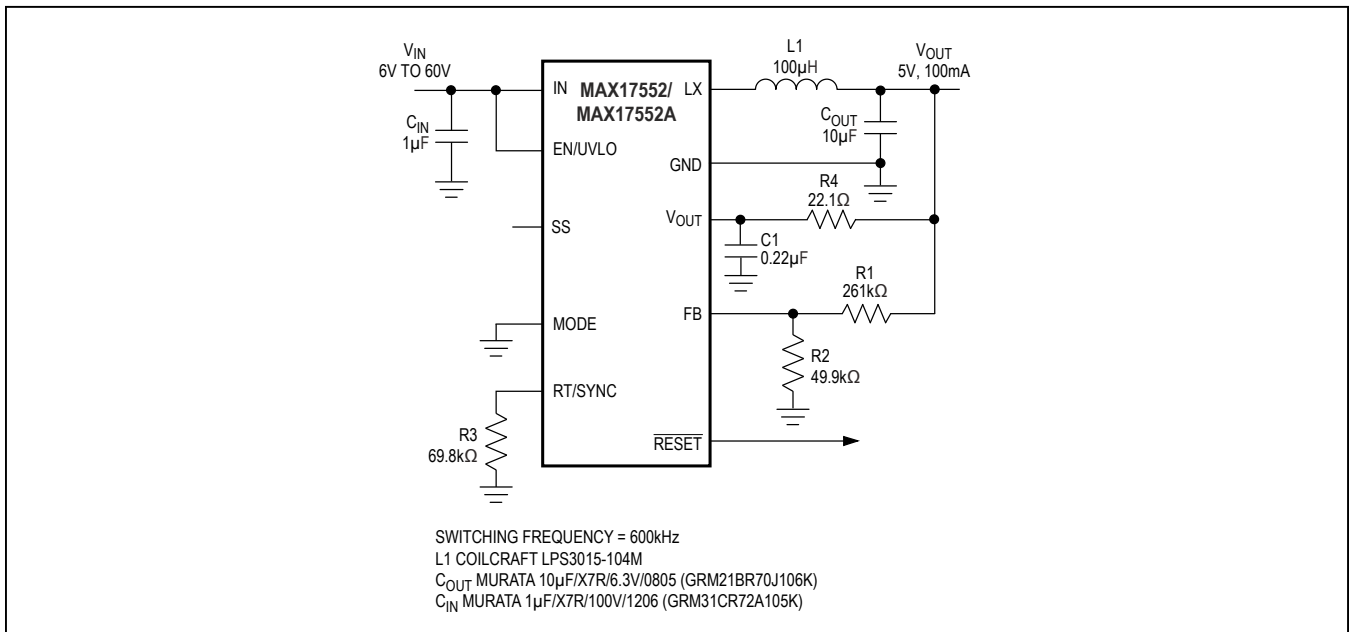 VIN
6V TO 60V
CIN
1µF
IN
EN/UVLO
SS
MODE
RT/SYNC
R3
69.8kΩ
MAX17552/
MAX17552A
LX
GND
VOUT
FB
RESET
L1
100µH
VOUT
5V, 100mA
COUT
10µF
R4
22.1Ω
C1
0.22µF
R1
261kΩ
R2
49.9kΩ
SWITCHING FREQUENCY = 600kHz
L1 COILCRAFT LPS3015-104M
COUT MURATA 10µF/X7R/6.3V/0805 (GRM21BR70J106K)
CIN MURATA 1µF/X7R/100V/1206 (GRM31CR72A105K)